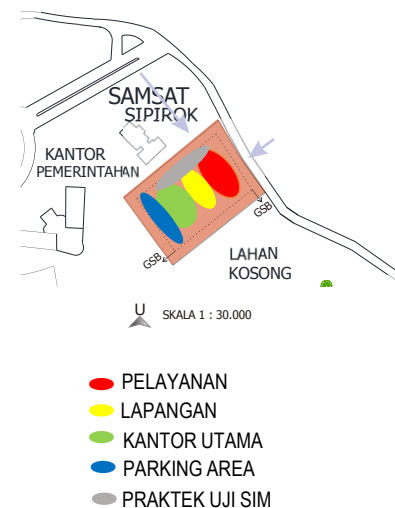 SAMSAT
SIPIROK
KANTOR
PEMERINTAHAN
GSB
GSB
LAHAN
KOSONG
U
SKALA 1 : 30.000
PELAYANAN
LAPANGAN
KANTOR UTAMA
PARKING AREA
PRAKTEK UJI SIM